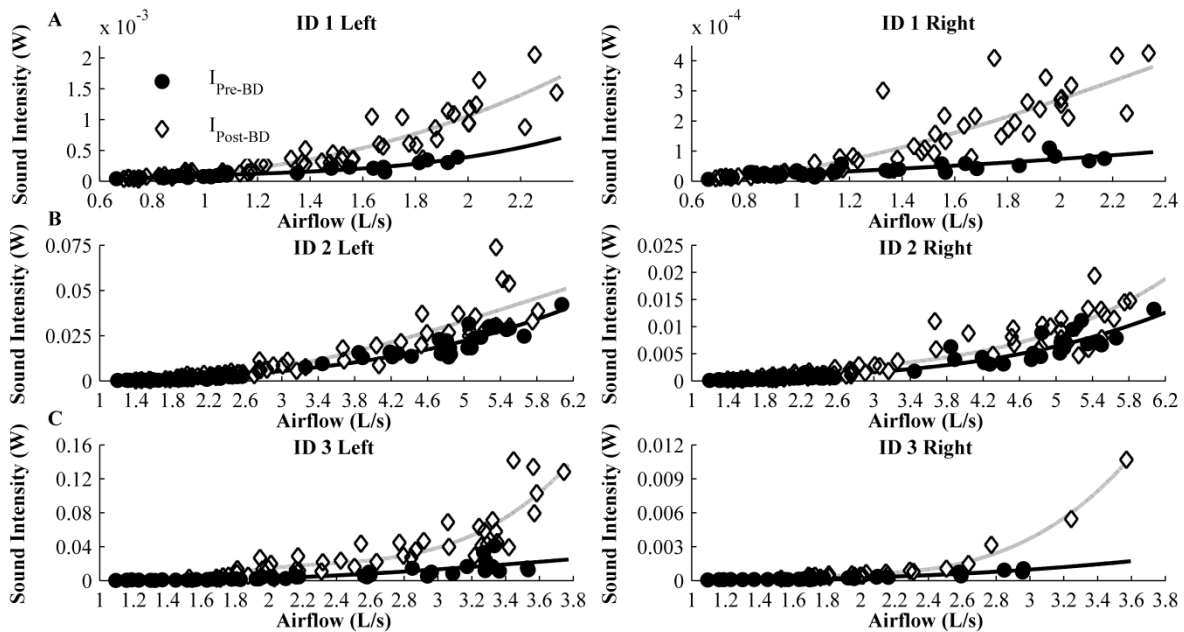 A
x 10⁻³
ID 1 Left
Sound Intensity (W)
2
1.5
1
0.5
0
I Pre-BD
I Post-BD
0.6 0.8 1 1.2 1.4 1.6 1.8 2 2.2
Airflow (L/s)
x 10⁻⁴
ID 1 Right
Sound Intensity (W)
4
2
0
0.6 0.8 1 1.2 1.4 1.6 1.8 2 2.2 2.4
Airflow (L/s)
B
ID 2 Left
Sound Intensity (W)
0.075
0.05
0.025
0
1 1.4 1.8 2.2 2.6 3 3.4 3.8 4.2 4.6 5 5.4 5.8 6.2
Airflow (L/s)
ID 2 Right
Sound Intensity (W)
0.025
0.02
0.015
0.01
0.005
0
1 1.4 1.8 2.2 2.6 3 3.4 3.8 4.2 4.6 5 5.4 5.8 6.2
Airflow (L/s)
C
ID 3 Left
Sound Intensity (W)
0.16
0.12
0.08
0.04
0
1 1.2 1.4 1.6 1.8 2 2.2 2.4 2.6 2.8 3 3.2 3.4 3.6 3.8
Airflow (L/s)
ID 3 Right
Sound Intensity (W)
0.012
0.009
0.006
0.003
0
1 1.2 1.4 1.6 1.8 2 2.2 2.4 2.6 2.8 3 3.2 3.4 3.6 3.8
Airflow (L/s)